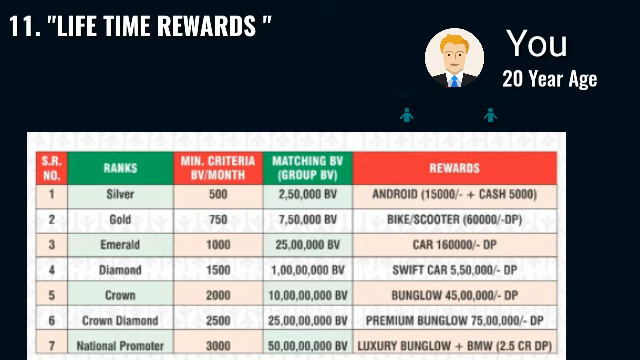 11. "LIFE TIME REWARDS "
You
20 Year Age
S.R. NO. RANKS MIN. CRITERIA BV/MONTH MATCHING BV (GROUP BV) REWARDS
1 Silver 500 2,50,000 BV ANDROID (15000/- + CASH 5000)
2 Gold 750 7,50,000 BV BIKE/SCOOTER (60000/-DP)
3 Emerald 1000 25,00,000 BV CAR 160000/- DP
4 Diamond 1500 1,00,00,000 BV SWIFT CAR 5,50,000/- DP
5 Crown 2000 10,00,00,000 BV BUNGLOW 45,00,000/- DP
6 Crown Diamond 2500 25,00,00,000 BV PREMIUM BUNGLOW 75,00,000/- DP
7 National Promoter 3000 50,00,00,000 BV LUXURY BUNGLOW + BMW (2.5 CR DP)